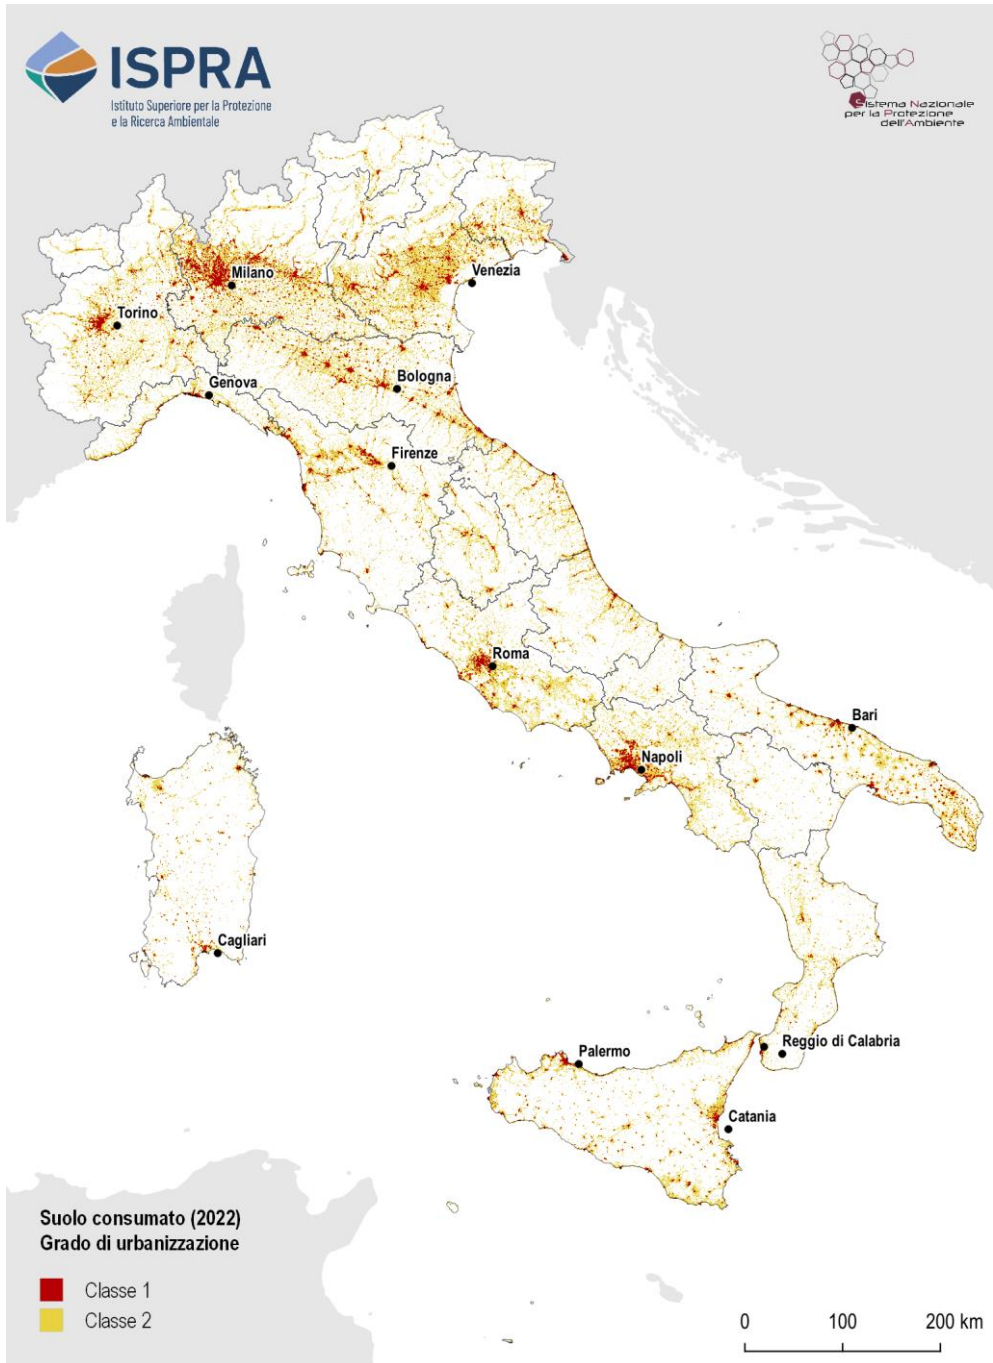 ISPRA
Istituto Superiore per la Protezione
e la Ricerca Ambientale
Sistema Nazionale
per la Protezione
dell'Ambiente
Venezia
Milano
Torino
Genova
Bologna
Firenze
Roma
Bari
Napoli
Cagliari
Reggio di Calabria
Palermo
Catania
Suolo consumato (2022)
Grado di urbanizzazione
Classe 1
Classe 2
0 100 200 km